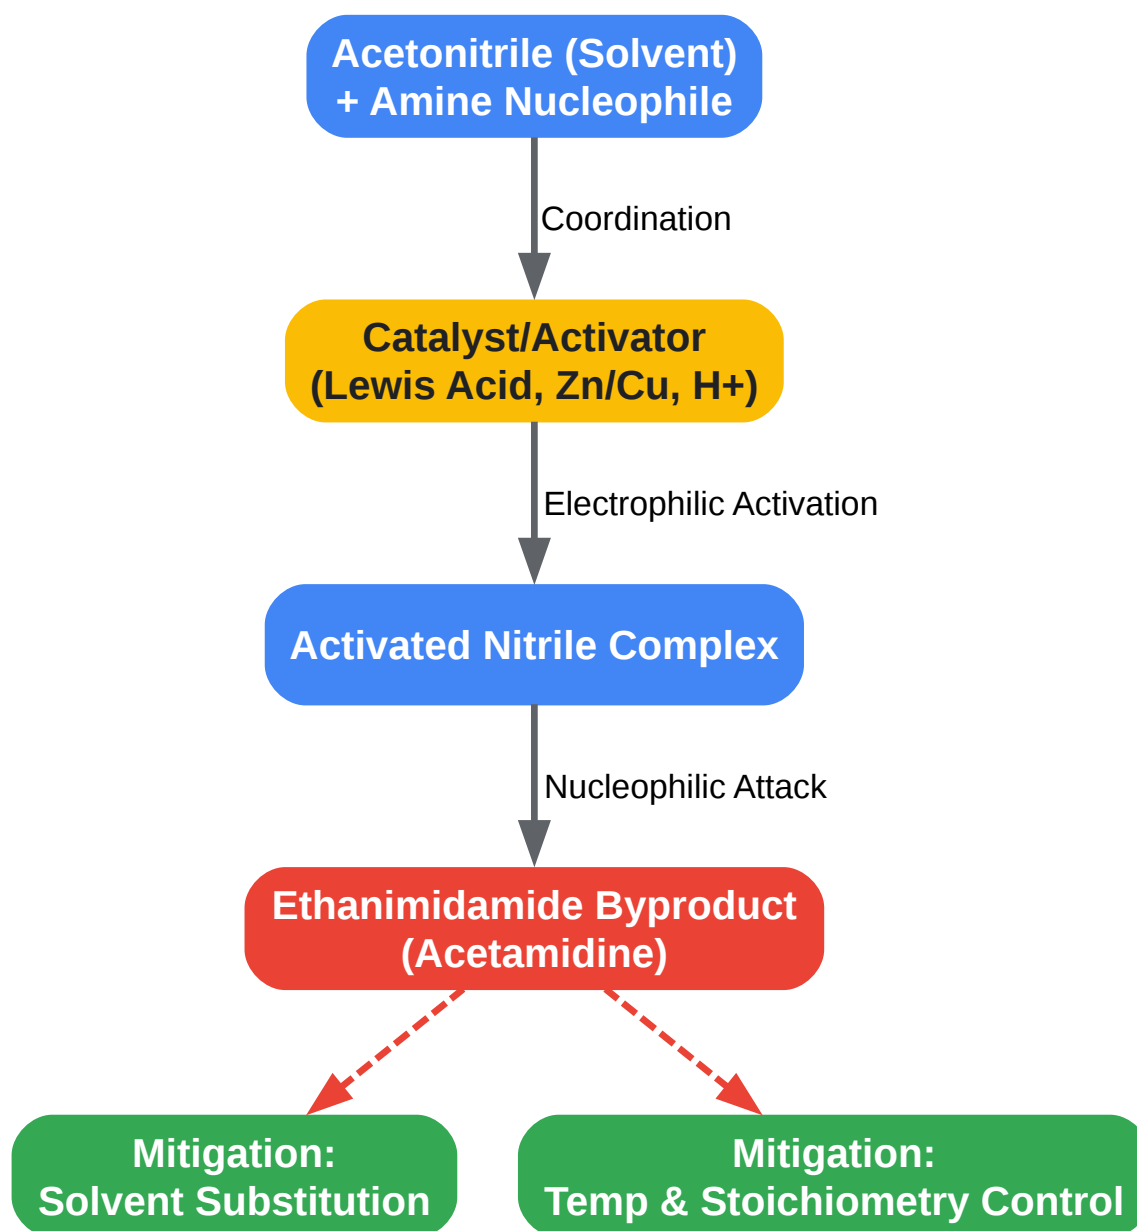 Acetonitrile (Solvent)
+ Amine Nucleophile
Coordination
Catalyst/Activator
(Lewis Acid, Zn/Cu, H+)
Electrophilic Activation
Activated Nitrile Complex
Nucleophilic Attack
Ethanimidamide Byproduct
(Acetamidine)
Mitigation:
Solvent Substitution
Mitigation:
Temp & Stoichiometry Control